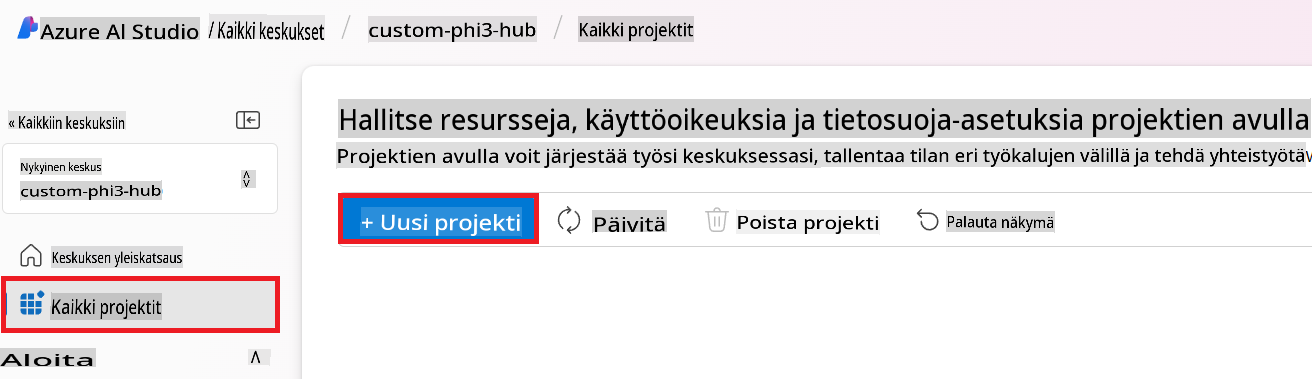 Azure AI Studio / Kaikki keskukset / custom-phi3-hub / Kaikki projektit
« Kaikkiin keskuksiin
Nykyinen keskus
custom-phi3-hub
Keskuksen yleiskatsaus
Kaikki projektit
Aloita
Hallitse resursseja, käyttöoikeuksia ja tietosuoja-asetuksia projektien avulla
Projektien avulla voit järjestää työsi keskuksessasi, tallentaa tilan eri työkalujen välillä ja tehdä yhteistyötä
+ Uusi projekti Päivitä Poista projekti Palauta näkymä